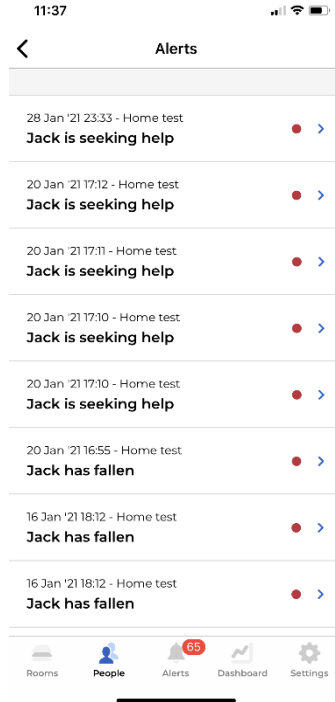 11:37
Alerts
28 Jan '21 23:33 - Home test
Jack is seeking help
20 Jan '21 17:12 - Home test
Jack is seeking help
20 Jan '21 17:11 - Home test
Jack is seeking help
20 Jan '21 17:10 - Home test
Jack is seeking help
20 Jan '21 17:10 - Home test
Jack is seeking help
20 Jan '21 16:55 - Home test
Jack has fallen
16 Jan '21 18:12 - Home test
Jack has fallen
16 Jan '21 18:12 - Home test
Jack has fallen
65
Rooms People Alerts Dashboard Settings